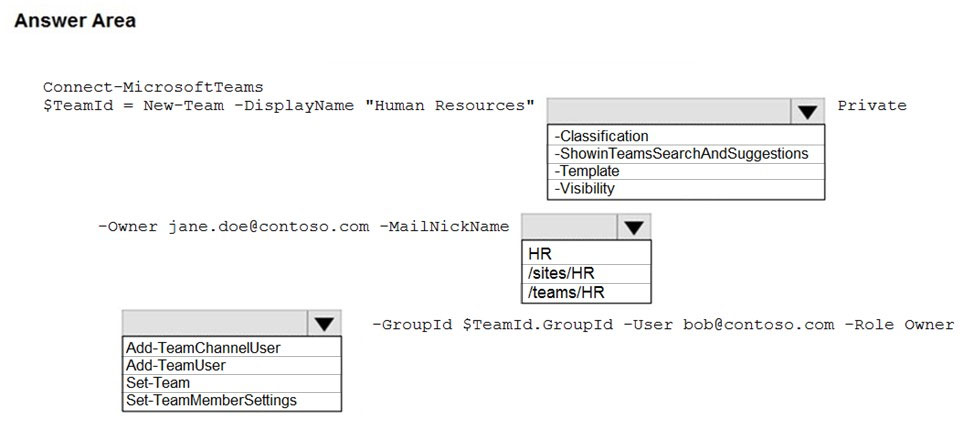 Answer Area
Connect-MicrosoftTeams
$TeamId = New-Team -DisplayName "Human Resources" Private
-Classification
-ShowinTeamsSearchAndSuggestions
-Template
-Visibility
-Owner jane.doe@contoso.com -MailNickName
HR
/sites/HR
/teams/HR
-GroupId $TeamId.GroupId -User bob@contoso.com -Role Owner
Add-TeamChannelUser
Add-TeamUser
Set-Team
Set-TeamMemberSettings